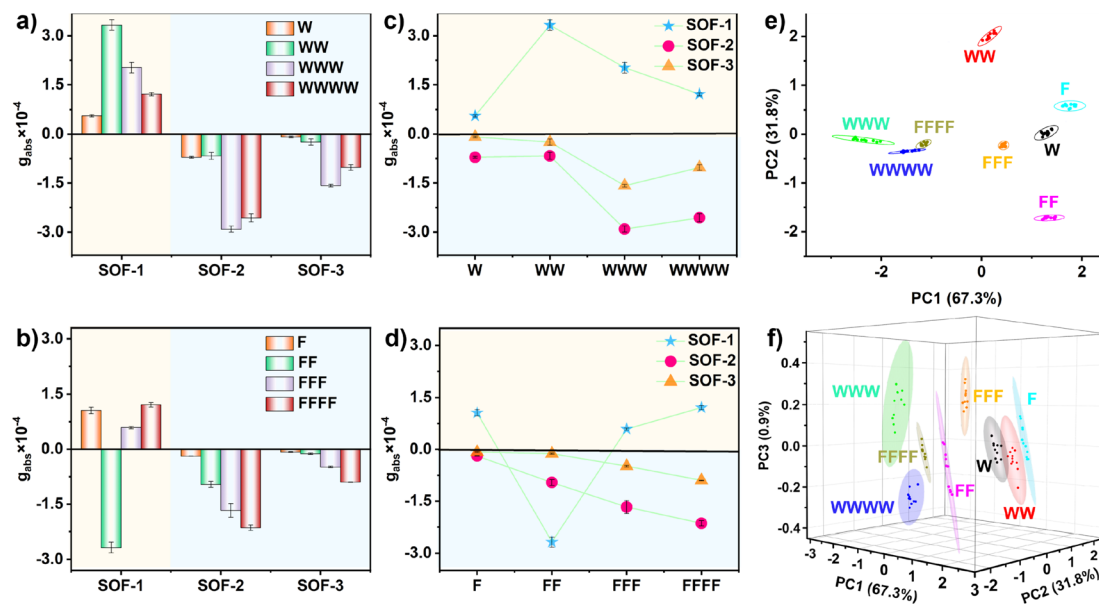 a)
3.0
1.5
0.0
-1.5
-3.0
gabs×10-4
W
WW
WWW
WWWW
SOF-1 SOF-2 SOF-3
c)
3.0
1.5
0.0
-1.5
-3.0
gabs×10-4
SOF-1
SOF-2
SOF-3
W WW WWW WWWW
e)
2
1
0
-1
-2
PC2 (31.8%)
WW
F
WWW
FFFF
W
WWWW
FFF
FF
-2 0 2
PC1 (67.3%)
b)
3.0
1.5
0.0
-1.5
-3.0
gabs×10-4
F
FF
FFF
FFFF
SOF-1 SOF-2 SOF-3
d)
3.0
1.5
0.0
-1.5
-3.0
gabs×10-4
SOF-1
SOF-2
SOF-3
F FF FFF FFFF
f)
0.4
0.2
0.0
-0.2
-0.4
PC3 (0.9%)
WWW
FFF
F
FFFF
W
FF
WWWW
WW
-3 -2 -1 0 1 2 3
PC1 (67.3%)
-2 -1 0 1 2
PC2 (31.8%)